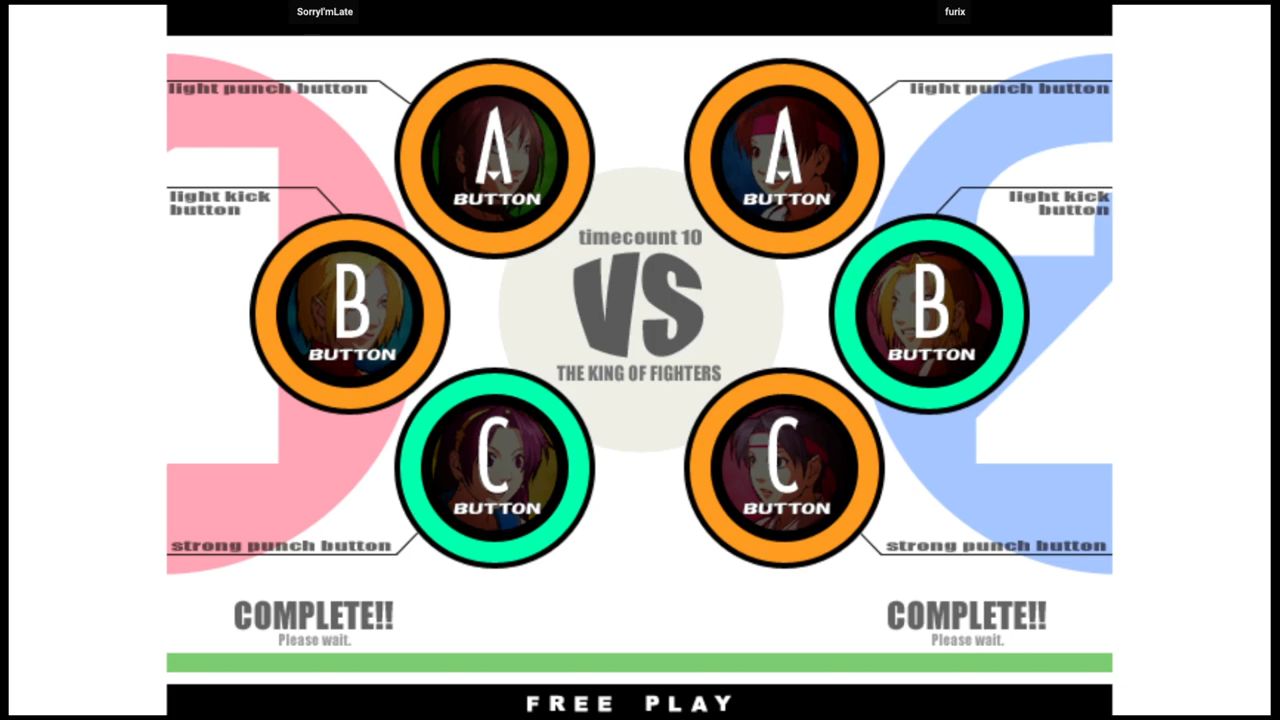 SorryI'mLate
furix
light punch button
A
BUTTON
A
BUTTON
light punch button
light kick
button
B
BUTTON
timecount 10
VS
THE KING OF FIGHTERS
light kick
button
B
BUTTON
C
BUTTON
C
BUTTON
strong punch button
strong punch button
COMPLETE!!
Please wait.
COMPLETE!!
Please wait.
FREE PLAY